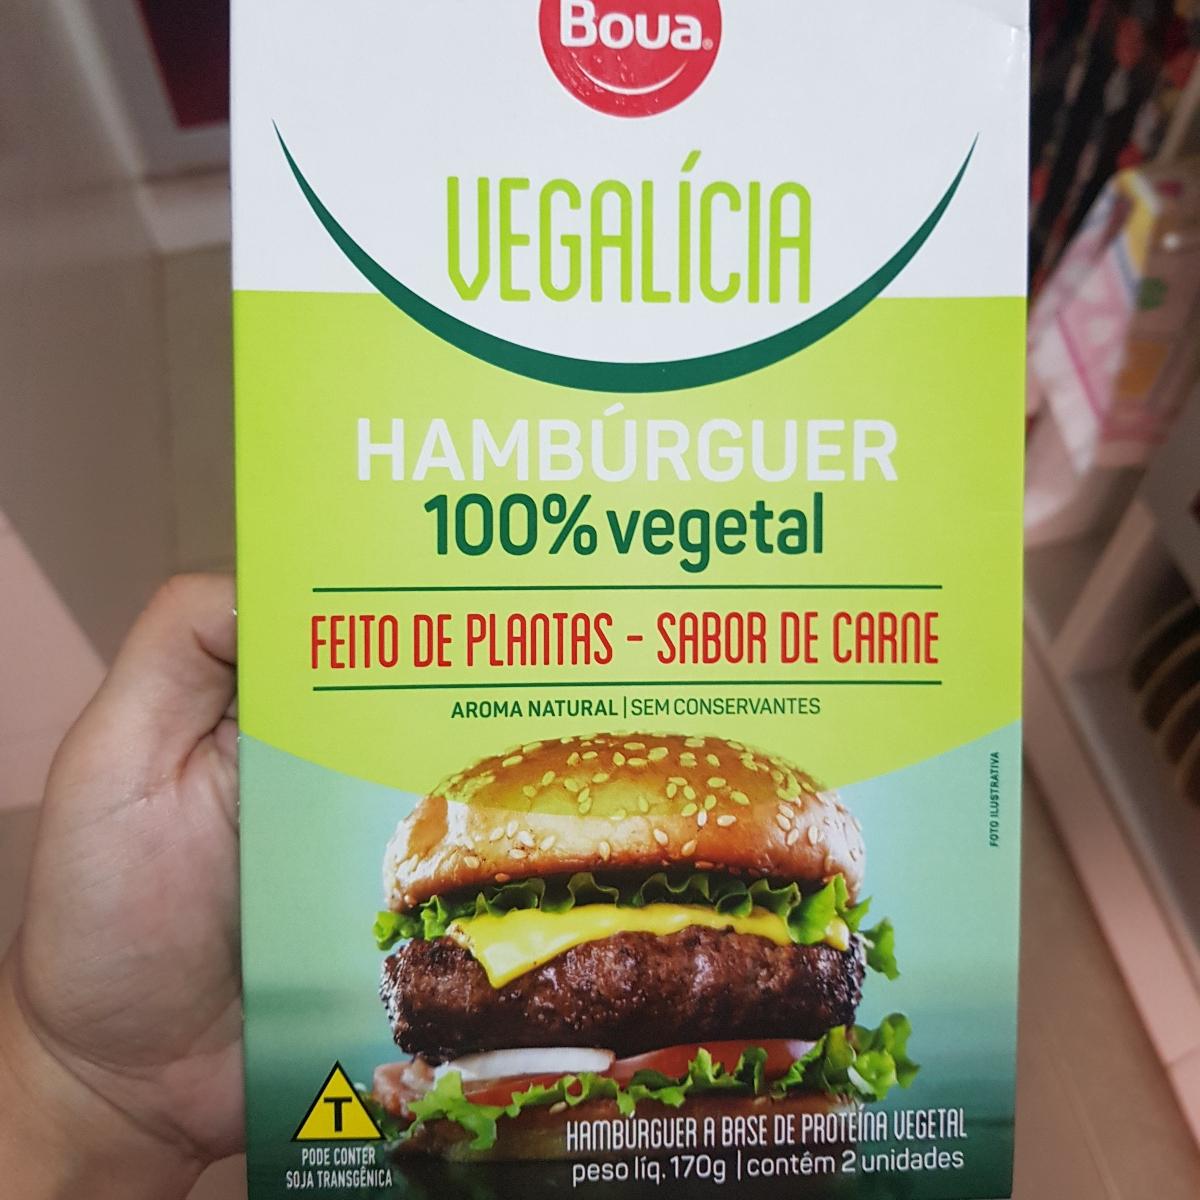 Boua®
VEGALÍCIA
HAMBÚRGUER
100% vegetal
FEITO DE PLANTAS - SABOR DE CARNE
AROMA NATURAL | SEM CONSERVANTES
FOTO ILUSTRATIVA
T
PODE CONTER
SOJA TRANSGÊNICA
HAMBÚRGUER A BASE DE PROTEÍNA VEGETAL
peso líq. 170g | contém 2 unidades